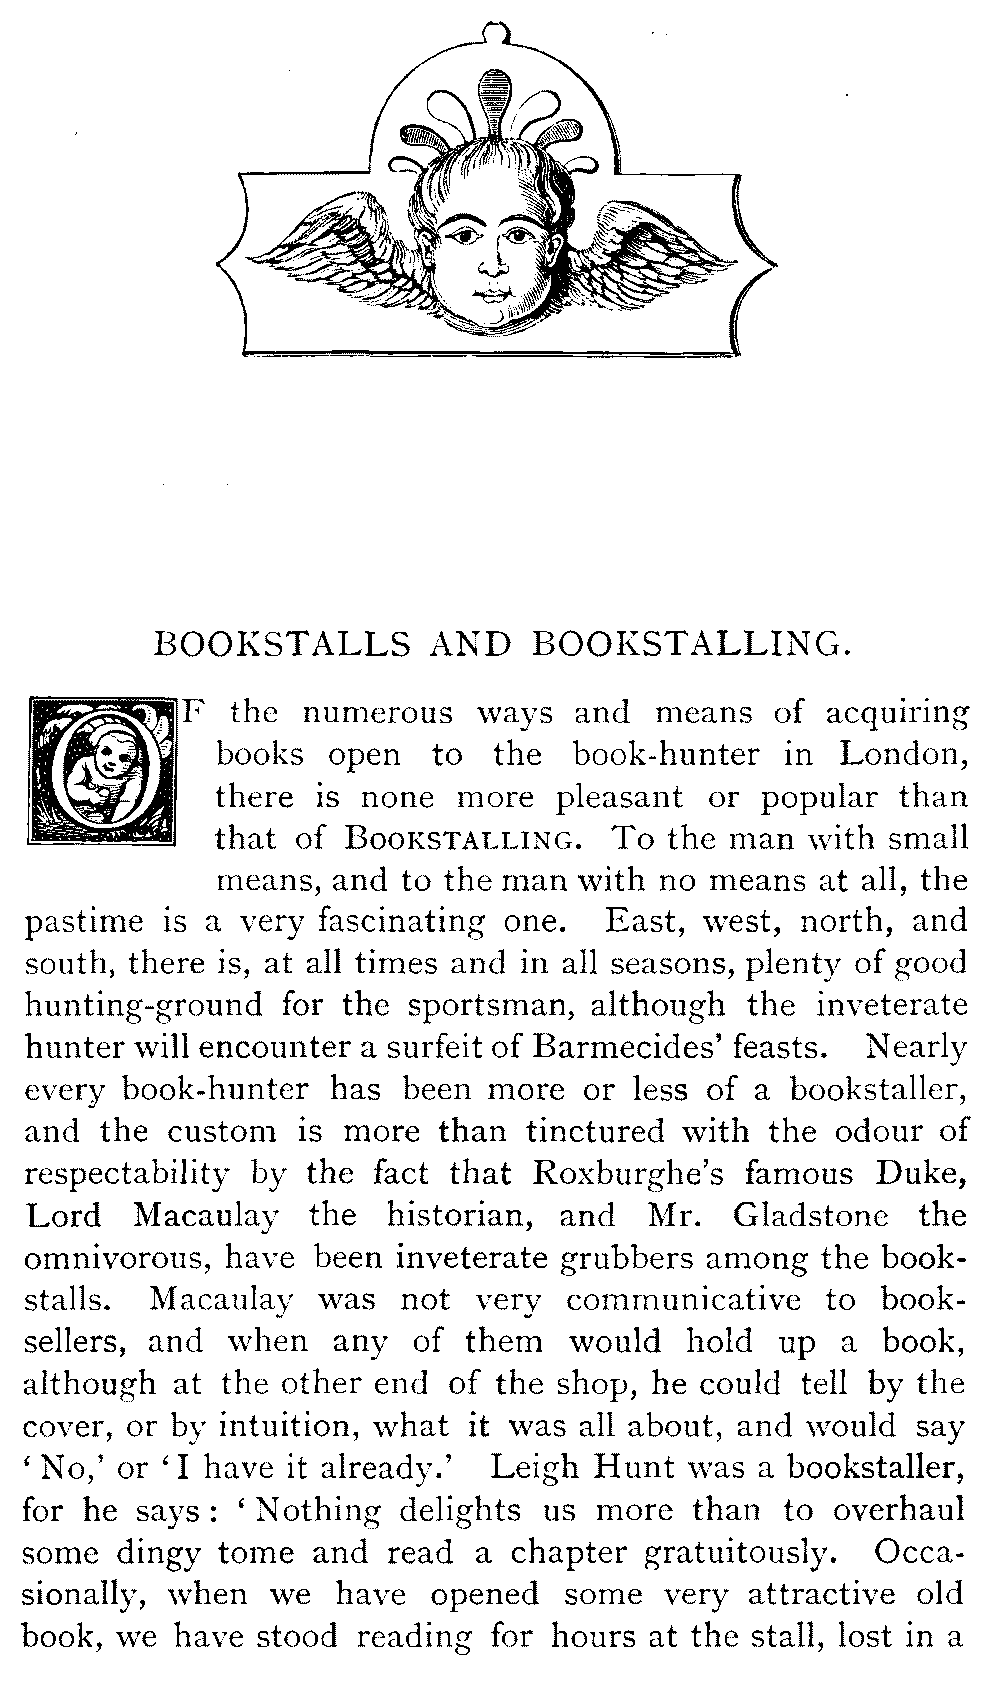 BOOKSTALLS AND BOOKSTALLING.
OF the numerous ways and means of acquiring
books open to the book-hunter in London,
there is none more pleasant or popular than
that of BOOKSTALLING. To the man with small
means, and to the man with no means at all, the
pastime is a very fascinating one. East, west, north, and
south, there is, at all times and in all seasons, plenty of good
hunting-ground for the sportsman, although the inveterate
hunter will encounter a surfeit of Barmecides’ feasts. Nearly
every book-hunter has been more or less of a bookstaller,
and the custom is more than tinctured with the odour of
respectability by the fact that Roxburghe’s famous Duke,
Lord Macaulay the historian, and Mr. Gladstone the
omnivorous, have been inveterate grubbers among the book-
stalls. Macaulay was not very communicative to book-
sellers, and when any of them would hold up a book,
although at the other end of the shop, he could tell by the
cover, or by intuition, what it was all about, and would say
‘No,’ or ‘I have it already.’ Leigh Hunt was a bookstaller,
for he says: ‘Nothing delights us more than to overhaul
some dingy tome and read a chapter gratuitously. Occa-
sionally, when we have opened some very attractive old
book, we have stood reading for hours at the stall, lost in a